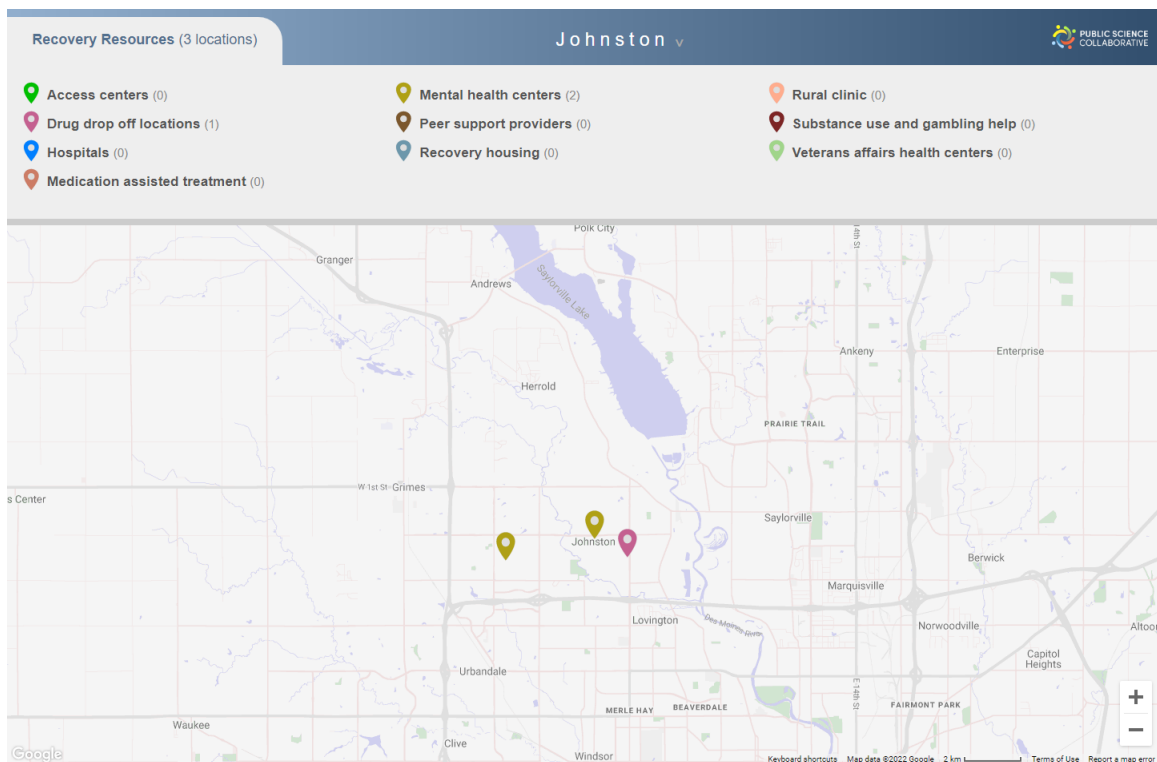 Recovery Resources (3 locations)
Johnston v
PUBLIC SCIENCE
COLLABORATIVE
Access centers (0)
Mental health centers (2)
Rural clinic (0)
Drug drop off locations (1)
Peer support providers (0)
Substance use and gambling help (0)
Hospitals (0)
Recovery housing (0)
Veterans affairs health centers (0)
Medication assisted treatment (0)
Polk City
4th St
Granger
Andrews
Saylorville Lake
Ankeny
Enterprise
Herrold
PRAIRIE TRAIL
W 1st St
Grimes
s Center
Saylorville
Johnston
Berwick
Marquisville
Lovington
Des Moines River
Norwoodville
Altoon
Capitol
Heights
Urbandale
E 14th St
MERLE HAY
BEAVERDALE
FAIRMONT PARK
Waukee
Clive
Windsor
+
−
Google
Keyboard shortcuts
Map data ©2022 Google
2 km
Terms of Use
Report a map error